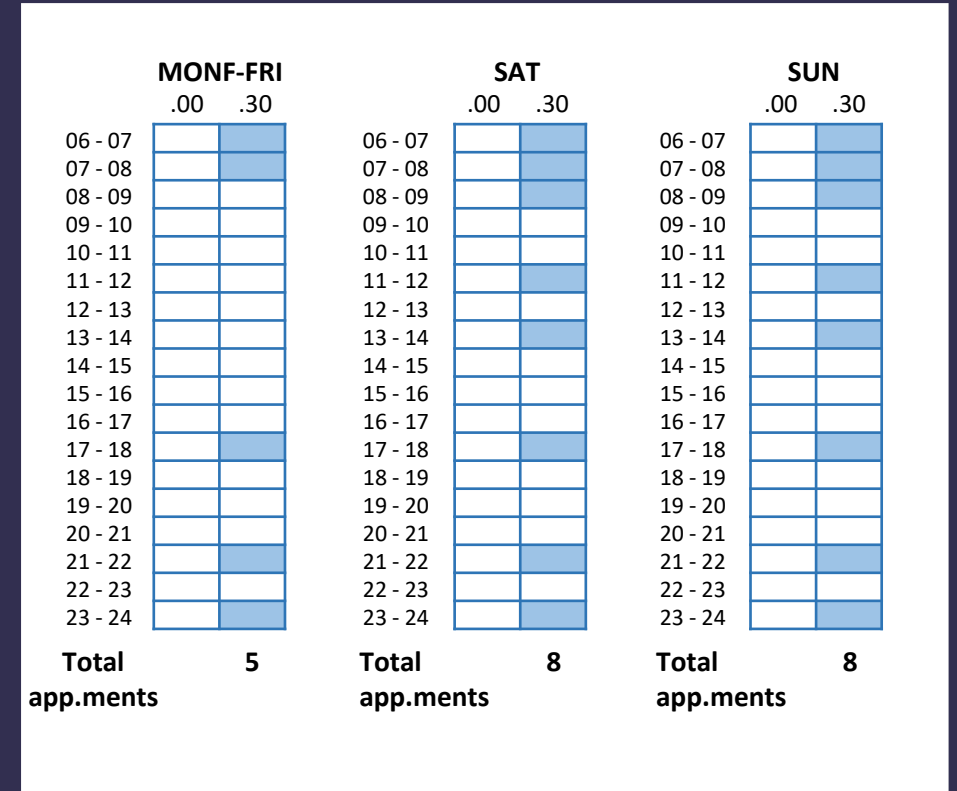 MONF-FRI SAT SUN
.00 .30 .00 .30 .00 .30
06 - 07 06 - 07 06 - 07
07 - 08 07 - 08 07 - 08
08 - 09 08 - 09 08 - 09
09 - 10 09 - 10 09 - 10
10 - 11 10 - 11 10 - 11
11 - 12 11 - 12 11 - 12
12 - 13 12 - 13 12 - 13
13 - 14 13 - 14 13 - 14
14 - 15 14 - 15 14 - 15
15 - 16 15 - 16 15 - 16
16 - 17 16 - 17 16 - 17
17 - 18 17 - 18 17 - 18
18 - 19 18 - 19 18 - 19
19 - 20 19 - 20 19 - 20
20 - 21 20 - 21 20 - 21
21 - 22 21 - 22 21 - 22
22 - 23 22 - 23 22 - 23
23 - 24 23 - 24 23 - 24
Total 5 Total 8 Total 8
app.ments app.ments app.ments